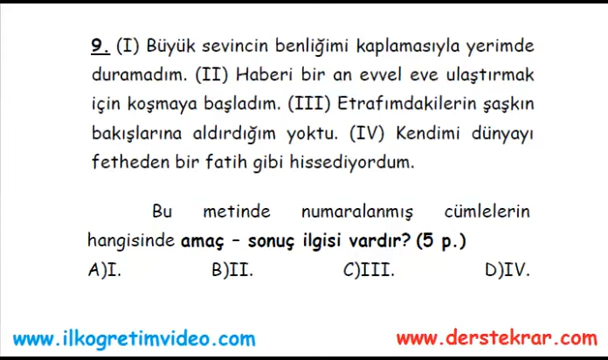 9. (I) Büyük sevincin benliğimi kaplamasıyla yerimde
duramadım. (II) Haberi bir an evvel eve ulaştırmak
için koşmaya başladım. (III) Etrafımdakilerin şaşkın
bakışlarına aldırdığım yoktu. (IV) Kendimi dünyayı
fetheden bir fatih gibi hissediyordum.
Bu metinde numaralanmış cümlelerin
hangisinde amaç – sonuç ilgisi vardır? (5 p.)
A)I. B)II. C)III. D)IV.
www.ilkogretimvideo.com www.derstekrar.com